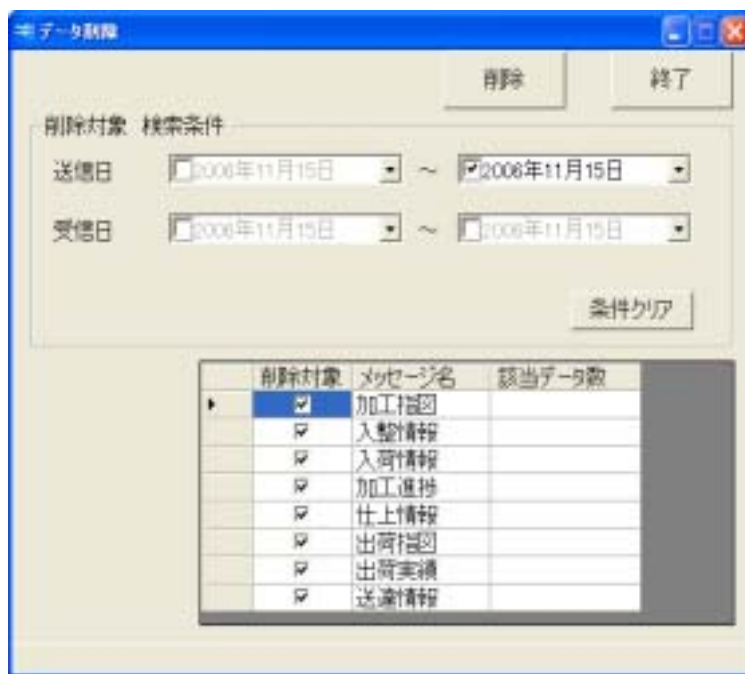 データ削除
削除 終了
削除対象 検索条件
送信日 2006年11月15日 ～ 2006年11月15日
受信日 2006年11月15日 ～ 2006年11月15日
条件クリア
削除対象 メッセージ名 該当データ数
加工指図
入整情報
入荷情報
加工進捗
仕上情報
出荷指図
出荷実績
送達情報